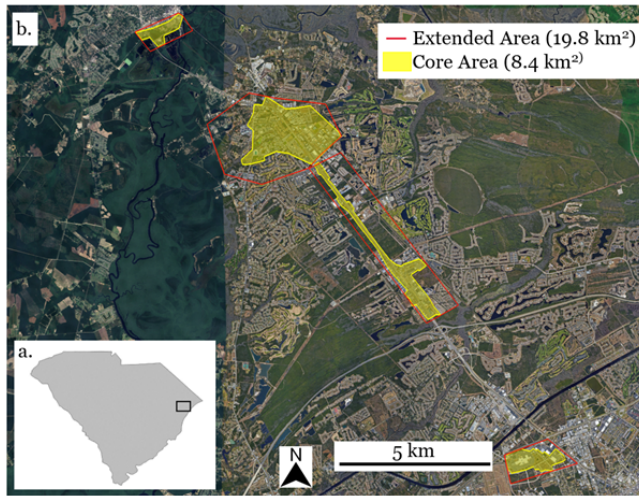 b.
Extended Area (19.8 km²)
Core Area (8.4 km²)
a.
N
5 km